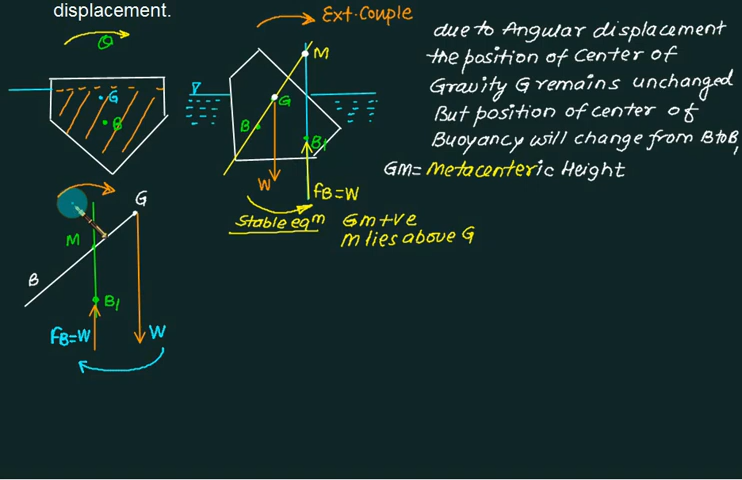 displacement.
θ
G
B
Ext. Couple
M
G
B
B1
W
FB=W
Stable eqm
Gm+ve
m lies above G
due to Angular displacement
the position of Center of
Gravity G remains unchanged
But position of center of
Buoyancy will change from B to B1
GM= Metacenteric Height
G
M
B
B1
FB=W
W